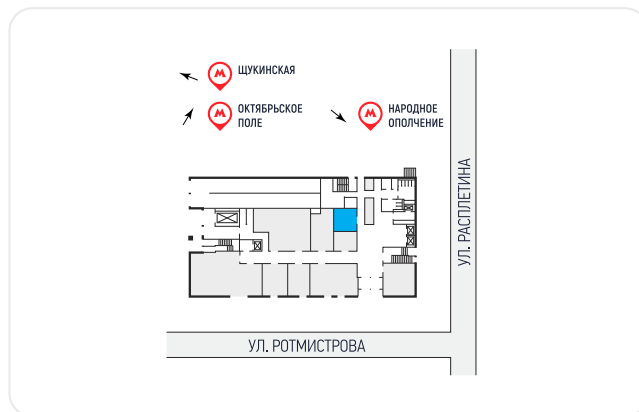 ЩУКИНСКАЯ
ОКТЯБРЬСКОЕ
ПОЛЕ
НАРОДНОЕ
ОПОЛЧЕНИЕ
УЛ. РАСПЛЕТИНА
УЛ. РОТМИСТРОВА